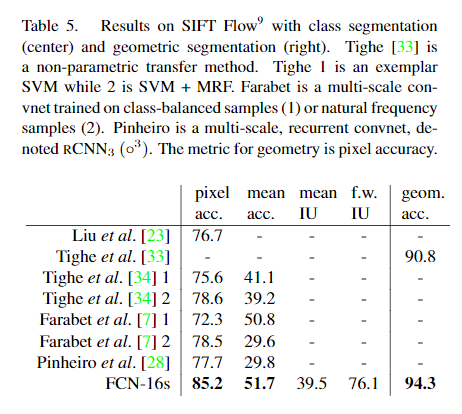 Table 5. Results on SIFT Flow⁹ with class segmentation
(center) and geometric segmentation (right). Tighe [33] is
a non-parametric transfer method. Tighe 1 is an exemplar
SVM while 2 is SVM + MRF. Farabet is a multi-scale con-
vnet trained on class-balanced samples (1) or natural frequency
samples (2). Pinheiro is a multi-scale, recurrent convnet, de-
noted RCNN₃ (∘³). The metric for geometry is pixel accuracy.
pixel mean mean f.w. geom.
acc. acc. IU IU acc.
Liu et al. [23] 76.7 - - - -
Tighe et al. [33] - - - - 90.8
Tighe et al. [34] 1 75.6 41.1 - - -
Tighe et al. [34] 2 78.6 39.2 - - -
Farabet et al. [7] 1 72.3 50.8 - - -
Farabet et al. [7] 2 78.5 29.6 - - -
Pinheiro et al. [28] 77.7 29.8 - - -
FCN-16s 85.2 51.7 39.5 76.1 94.3